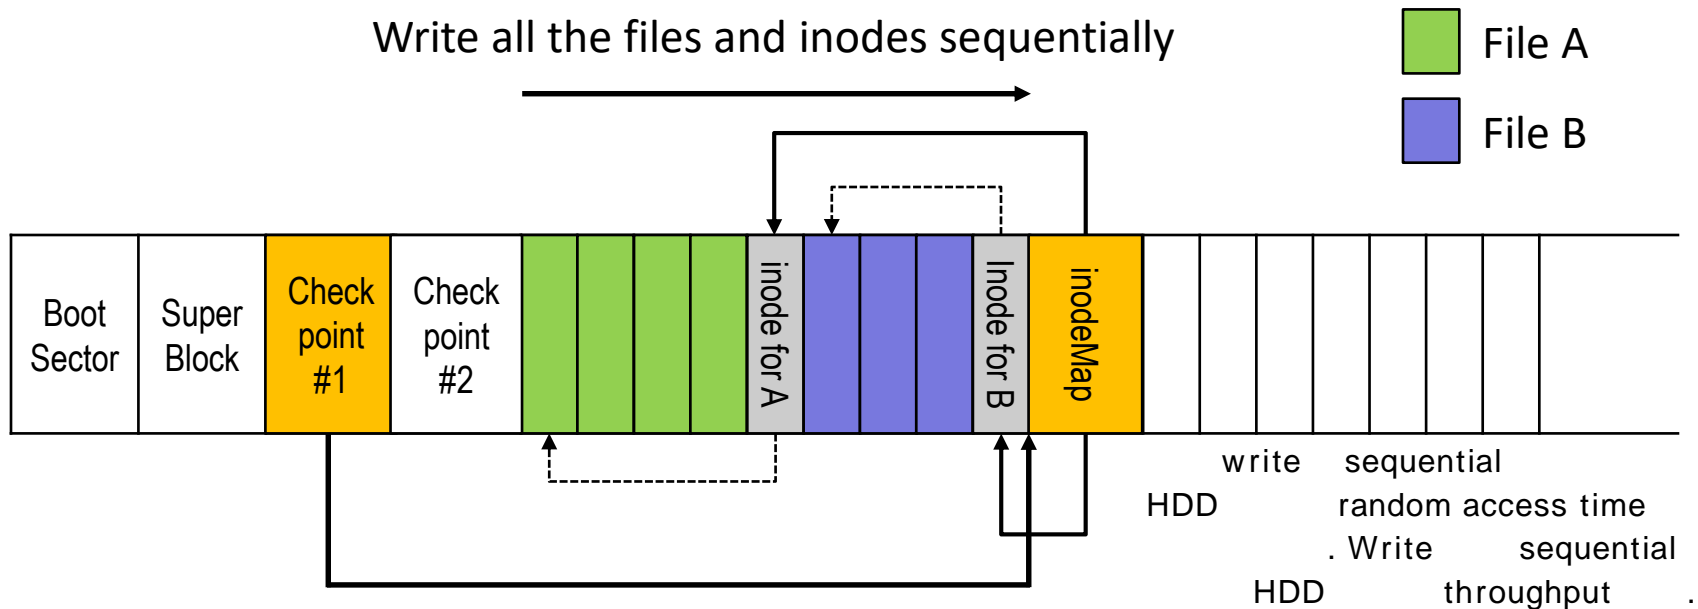 Write all the files and inodes sequentially
File A
File B
Boot
Sector
Super
Block
Check
point
#1
Check
point
#2
inode for A
Inode for B
inodeMap
write sequential
HDD random access time
. Write sequential
HDD throughput .